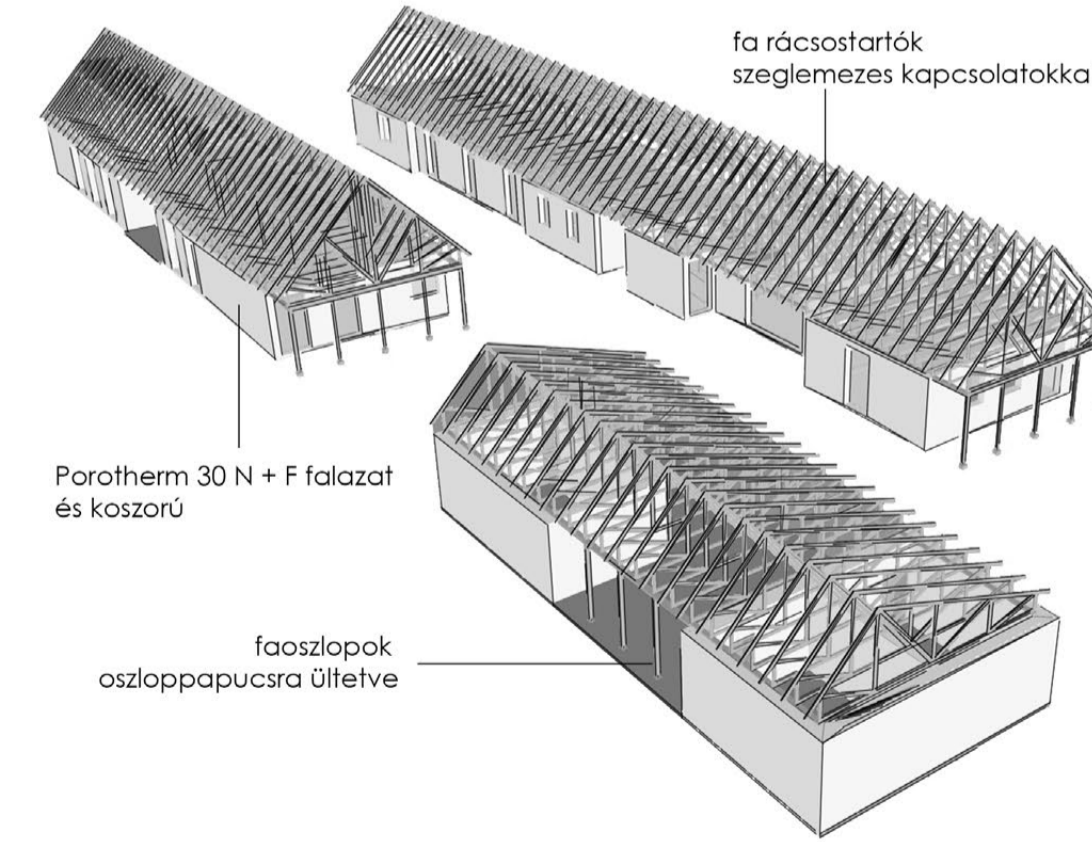 fa rácsostartók
szeglemezes kapcsolatokka
Porotherm 30 N + F falazat
és koszorú
faoszlopok
oszloppapucsra ültetve